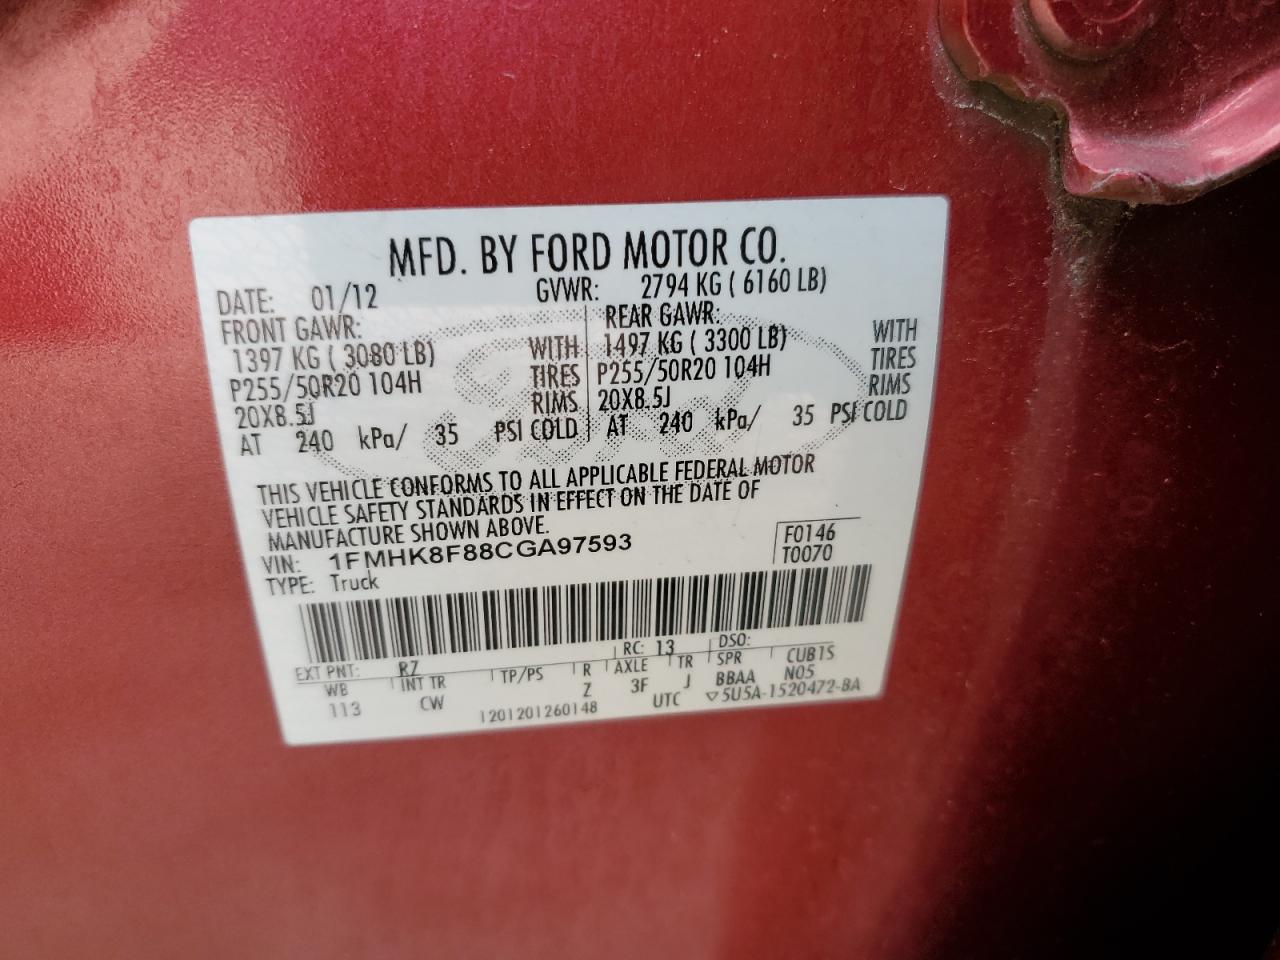 MFD. BY FORD MOTOR CO.
DATE: 01/12 GVWR: 2794 KG ( 6160 LB)
FRONT GAWR: REAR GAWR:
1397 KG ( 3080 LB) WITH 1497 KG ( 3300 LB) WITH
P255/50R20 104H TIRES P255/50R20 104H TIRES
20X8.5J RIMS 20X8.5J RIMS
AT 240 kPa/ 35 PSI COLD AT 240 kPa/ 35 PSI COLD
THIS VEHICLE CONFORMS TO ALL APPLICABLE FEDERAL MOTOR
VEHICLE SAFETY STANDARDS IN EFFECT ON THE DATE OF
MANUFACTURE SHOWN ABOVE.
VIN: 1FMHK8F88CGA97593 F0146
TYPE: Truck T0070
EXT PNT: RZ RC: 13 DSO:
WB INT TR TP/PS R AXLE TR SPR CUB1S
113 CW Z 3F J BBAA N05
1201201260148 UTC ▽5U5A-1520472-BA